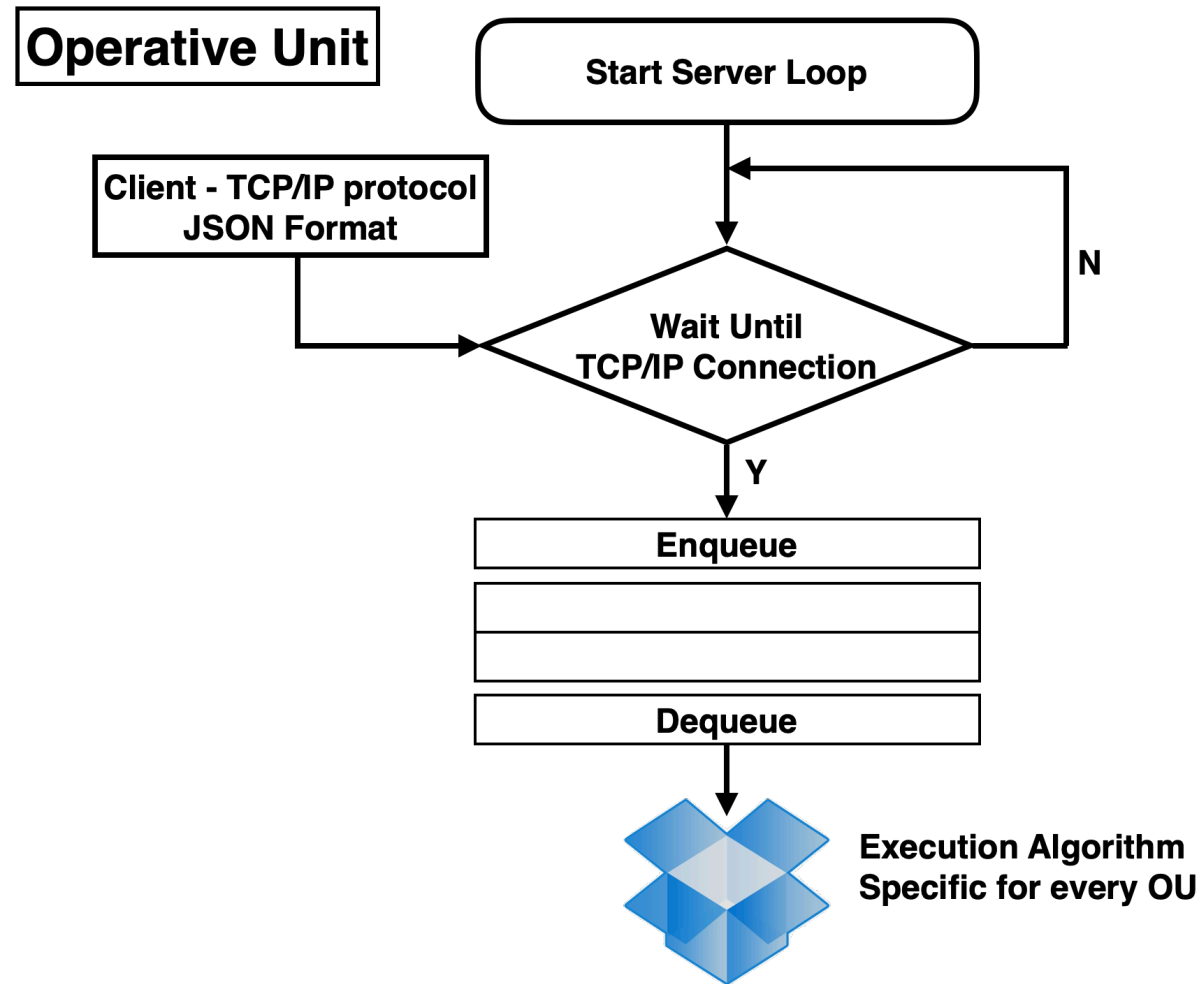 Operative Unit
Start Server Loop
Client - TCP/IP protocol
JSON Format
N
Wait Until
TCP/IP Connection
Y
Enqueue
Dequeue
Execution Algorithm
Specific for every OU